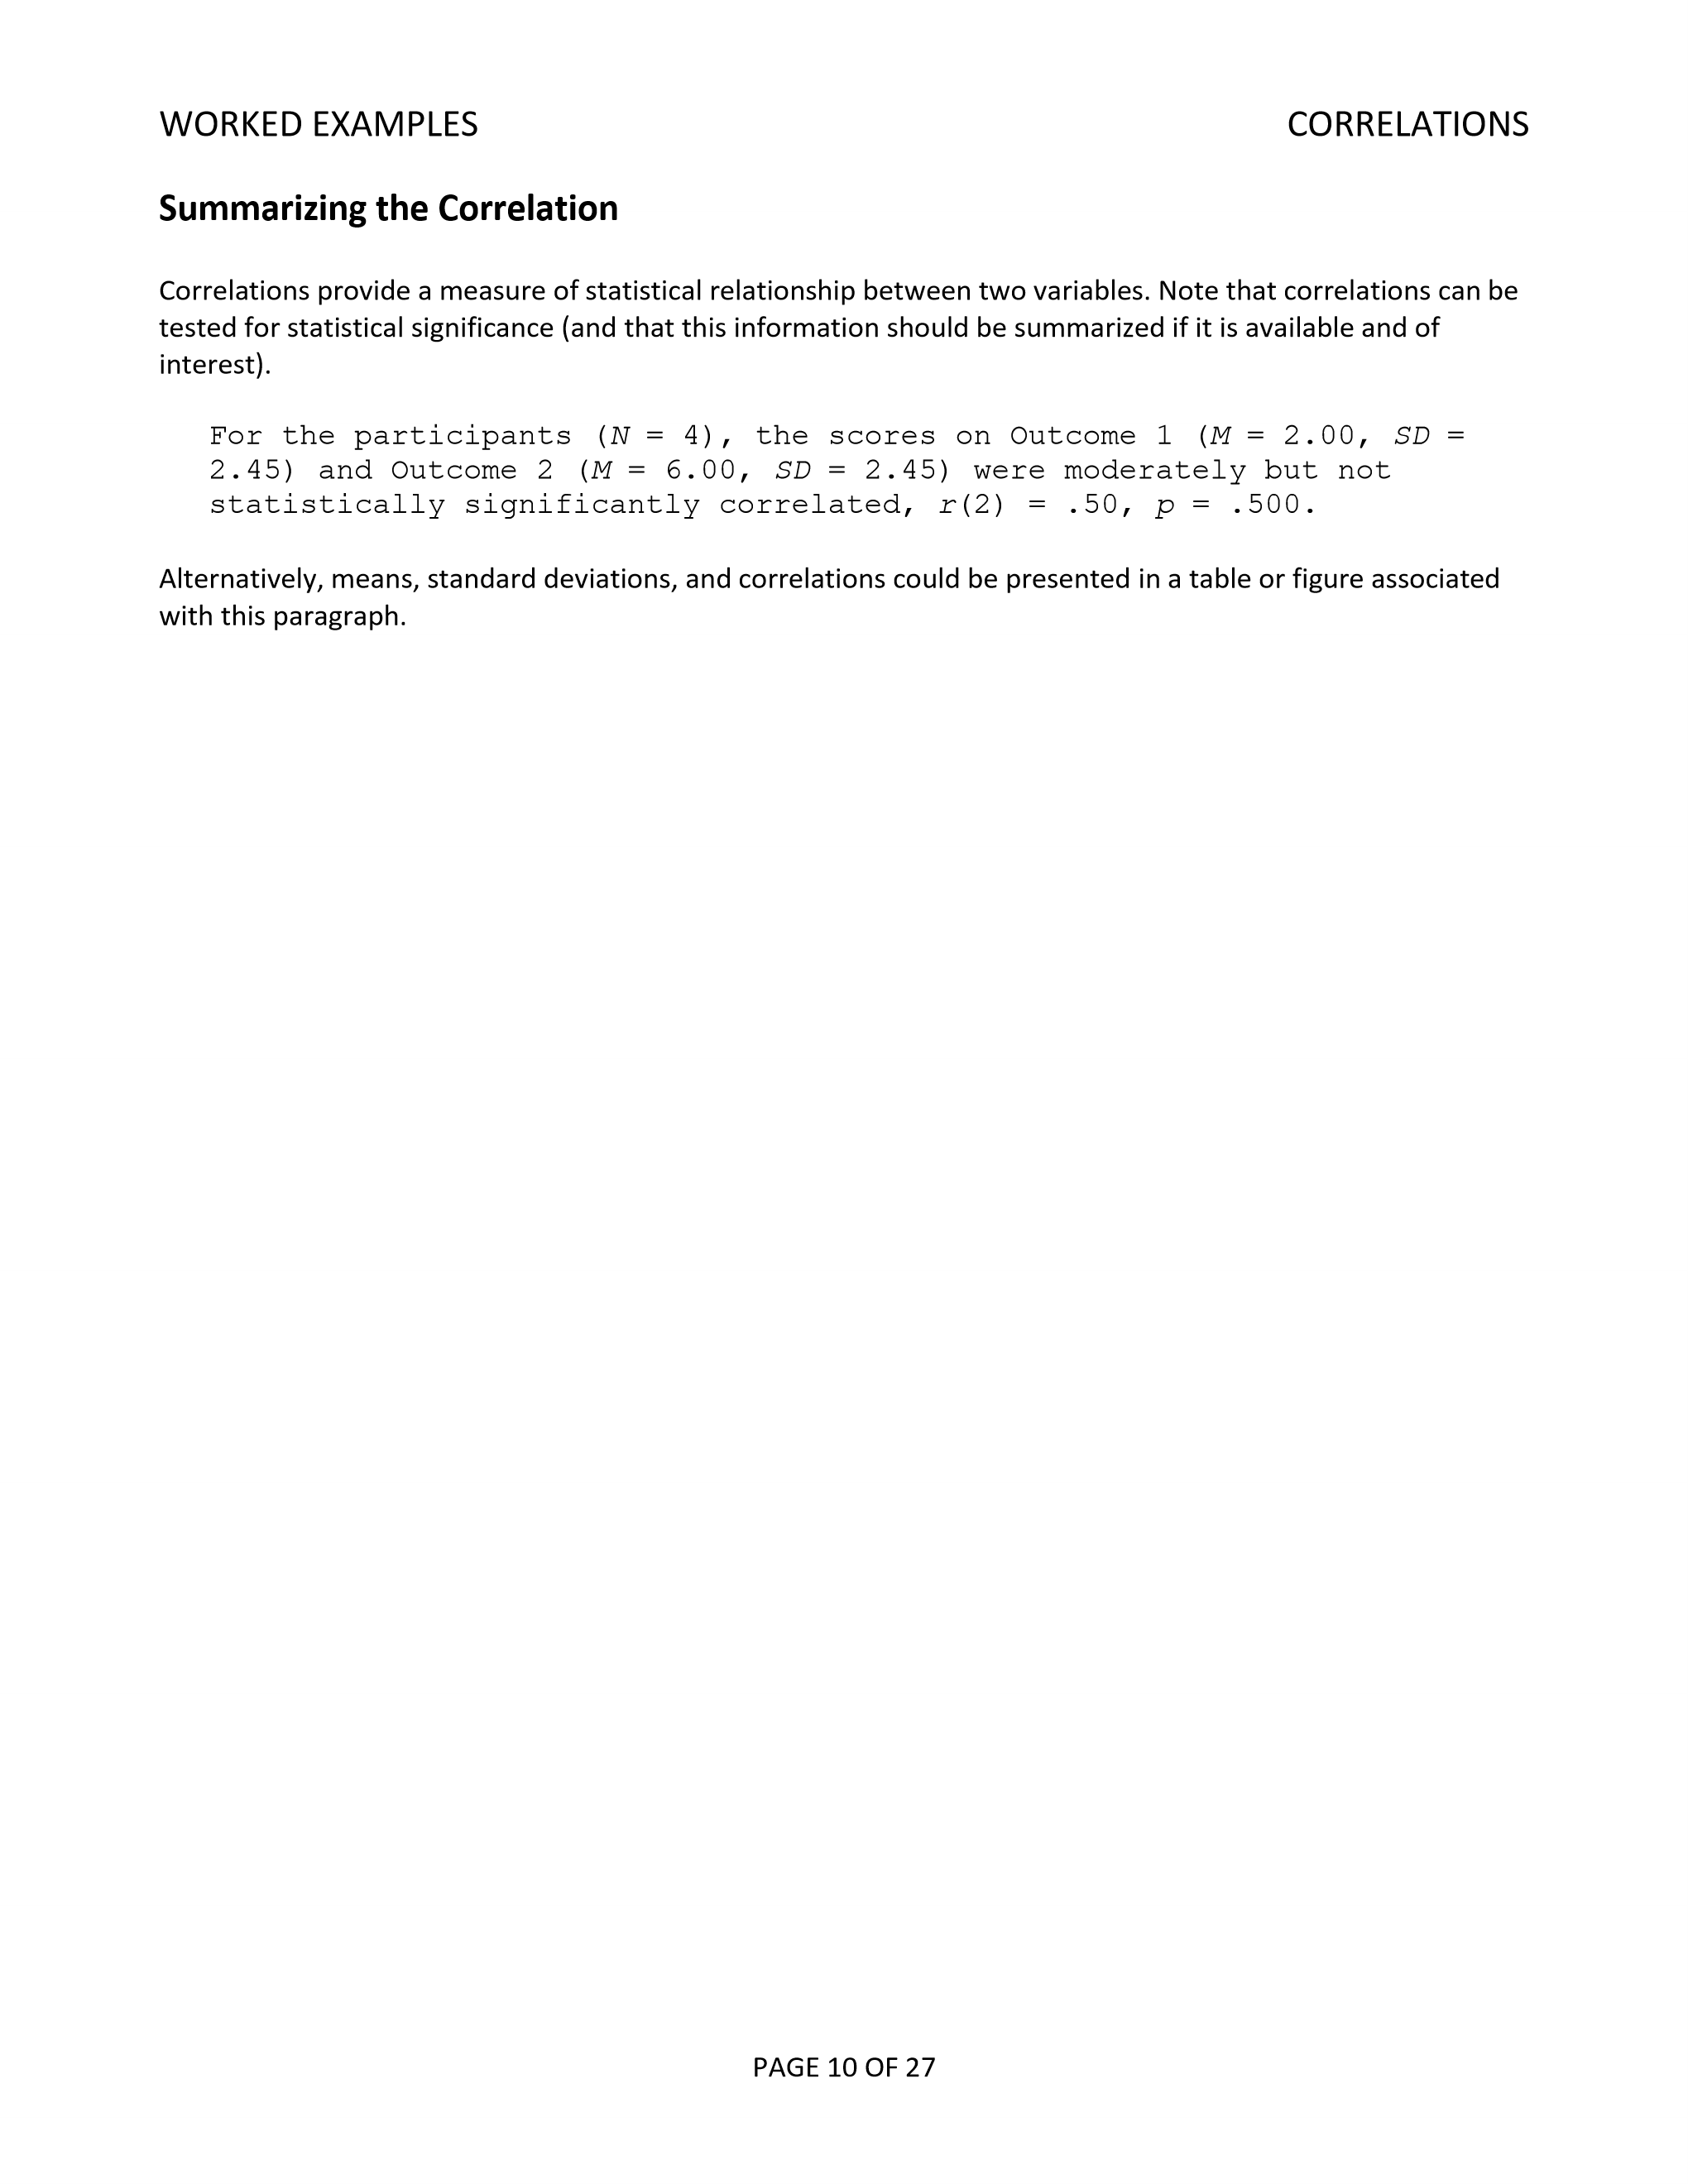 WORKED EXAMPLES CORRELATIONS
Summarizing the Correlation
Correlations provide a measure of statistical relationship between two variables. Note that correlations can be
tested for statistical significance (and that this information should be summarized if it is available and of
interest).
For the participants (N = 4), the scores on Outcome 1 (M = 2.00, SD =
2.45) and Outcome 2 (M = 6.00, SD = 2.45) were moderately but not
statistically significantly correlated, r(2) = .50, p = .500.
Alternatively, means, standard deviations, and correlations could be presented in a table or figure associated
with this paragraph.
PAGE 10 OF 27